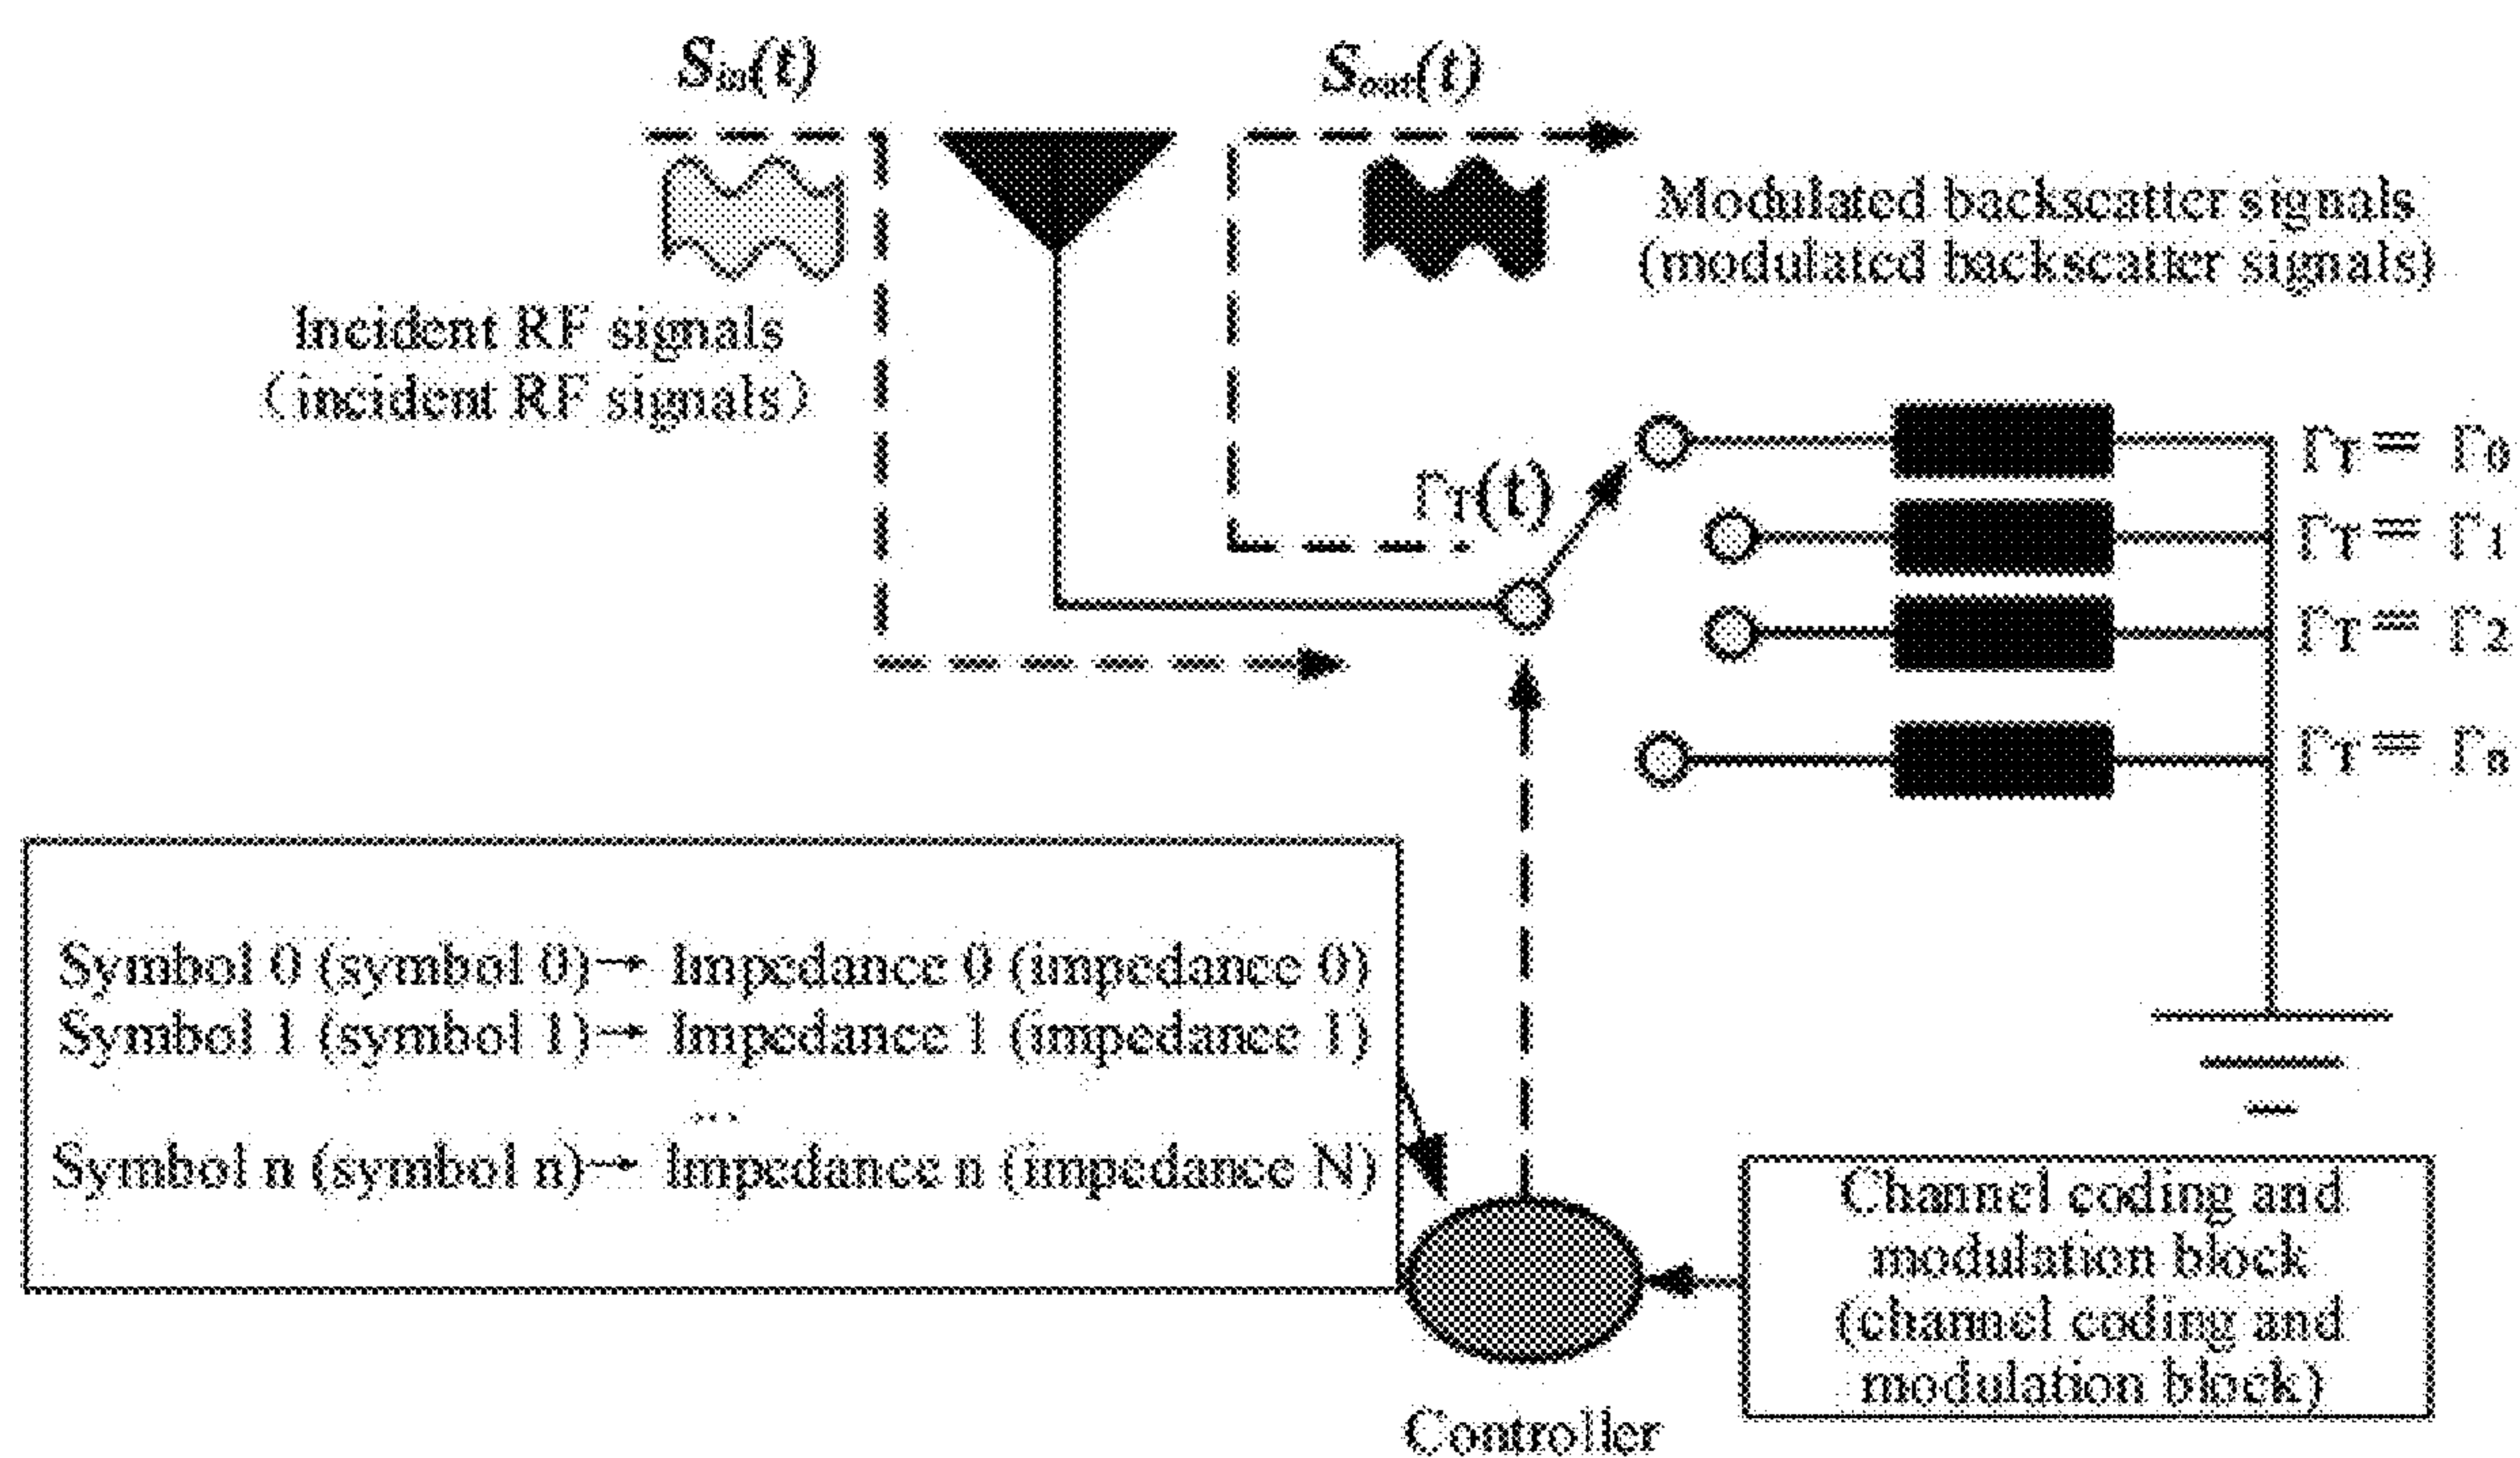 Sin(t)
Sout(t)
Modulated backscatter signals
(modulated backscatter signals)
Incident RF signals
(incident RF signals)
ΓT(t)
ΓT = Γ0
ΓT = Γ1
ΓT = Γ2
ΓT = Γn
Symbol 0 (symbol 0)→ Impedance 0 (impedance 0)
Symbol 1 (symbol 1)→ Impedance 1 (impedance 1)
...
Symbol n (symbol n)→ Impedance n (impedance N)
Channel coding and
modulation block
(channel coding and
modulation block)
Controller